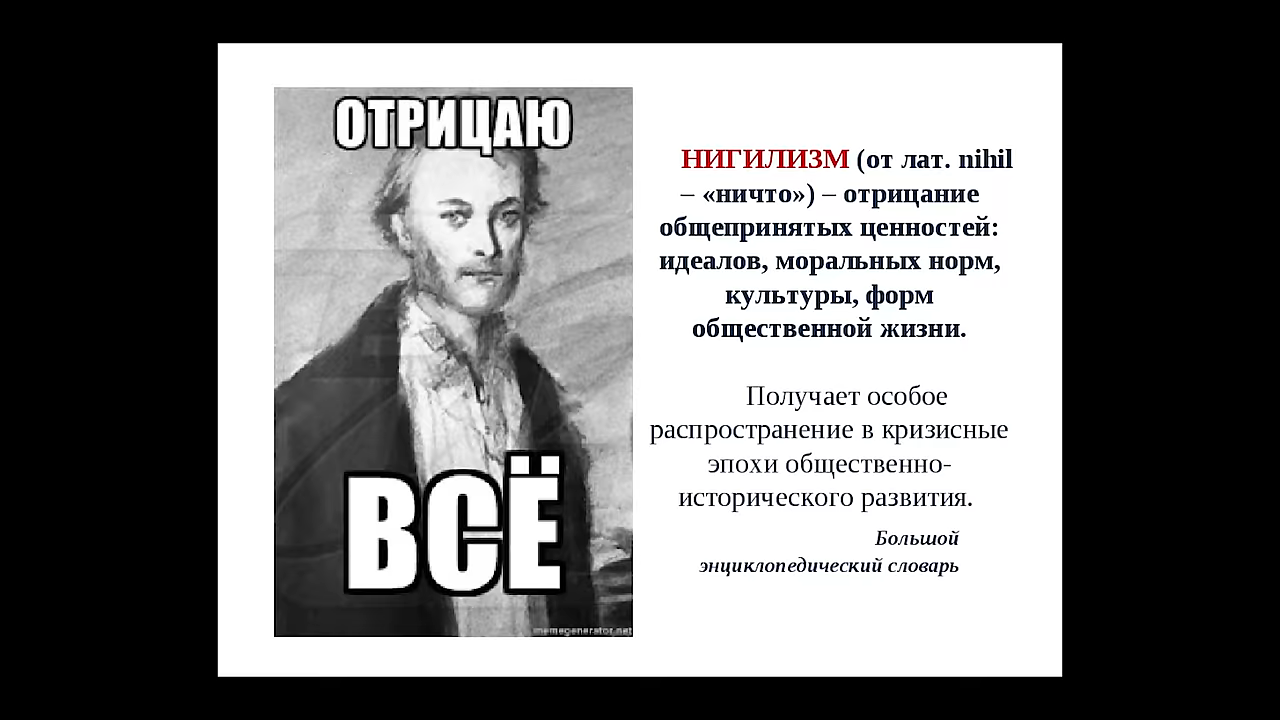 ОТРИЦАЮ
ВСЁ
memegenerator.net
НИГИЛИЗМ (от лат. nihil
– «ничто») – отрицание
общепринятых ценностей:
идеалов, моральных норм,
культуры, форм
общественной жизни.
Получает особое
распространение в кризисные
эпохи общественно-
исторического развития.
Большой
энциклопедический словарь